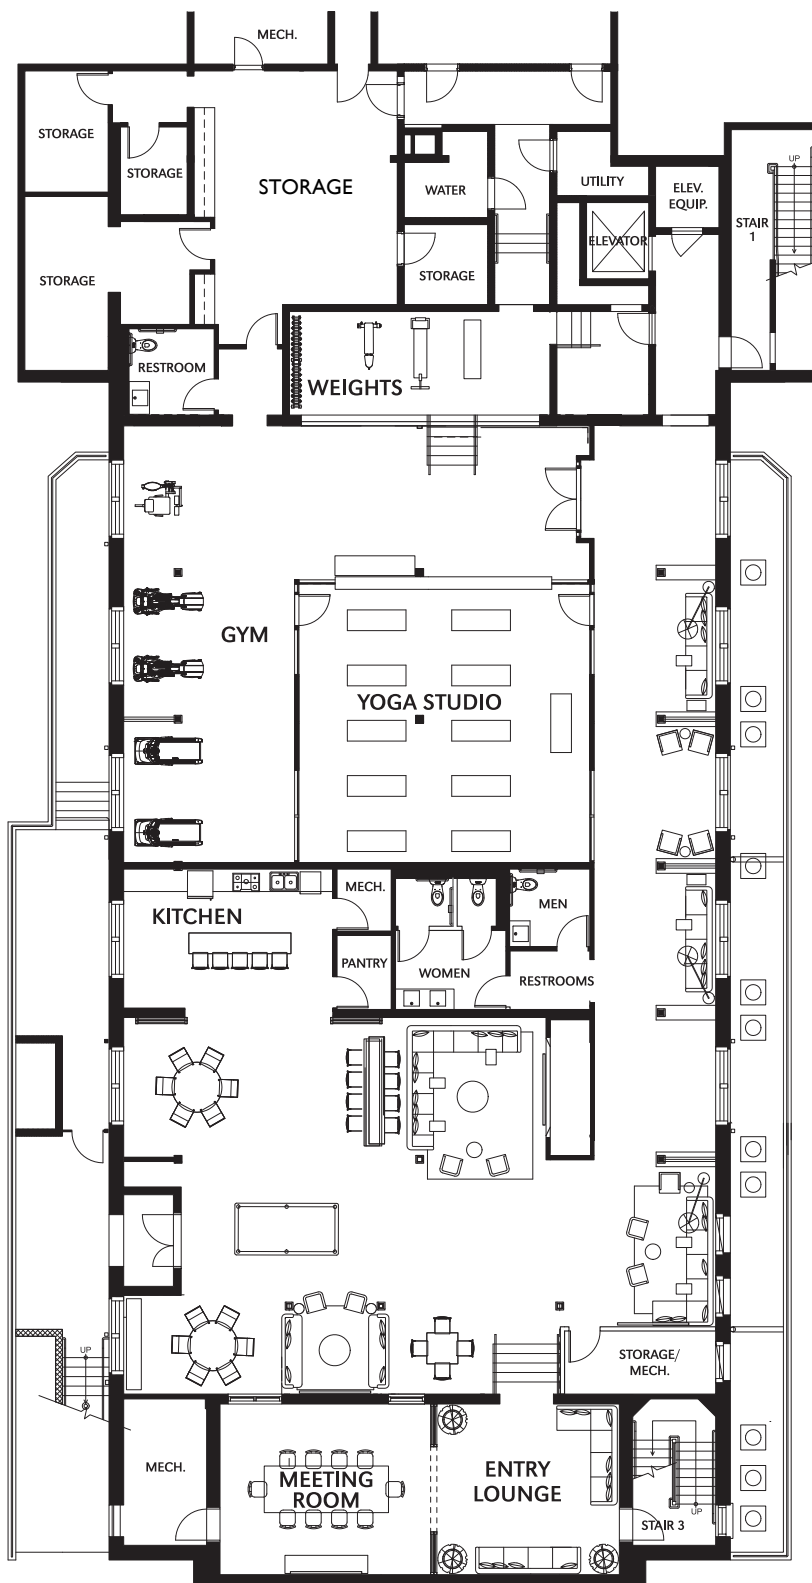 MECH.
STORAGE
STORAGE
STORAGE
WATER
UTILITY
ELEV.
EQUIP.
UP
STAIR
1
ELEVATOR
STORAGE
STORAGE
RESTROOM
WEIGHTS
GYM
YOGA STUDIO
KITCHEN
MECH.
MEN
PANTRY
WOMEN
RESTROOMS
UP
STORAGE/
MECH.
MECH.
MEETING
ROOM
ENTRY
LOUNGE
UP
STAIR 3